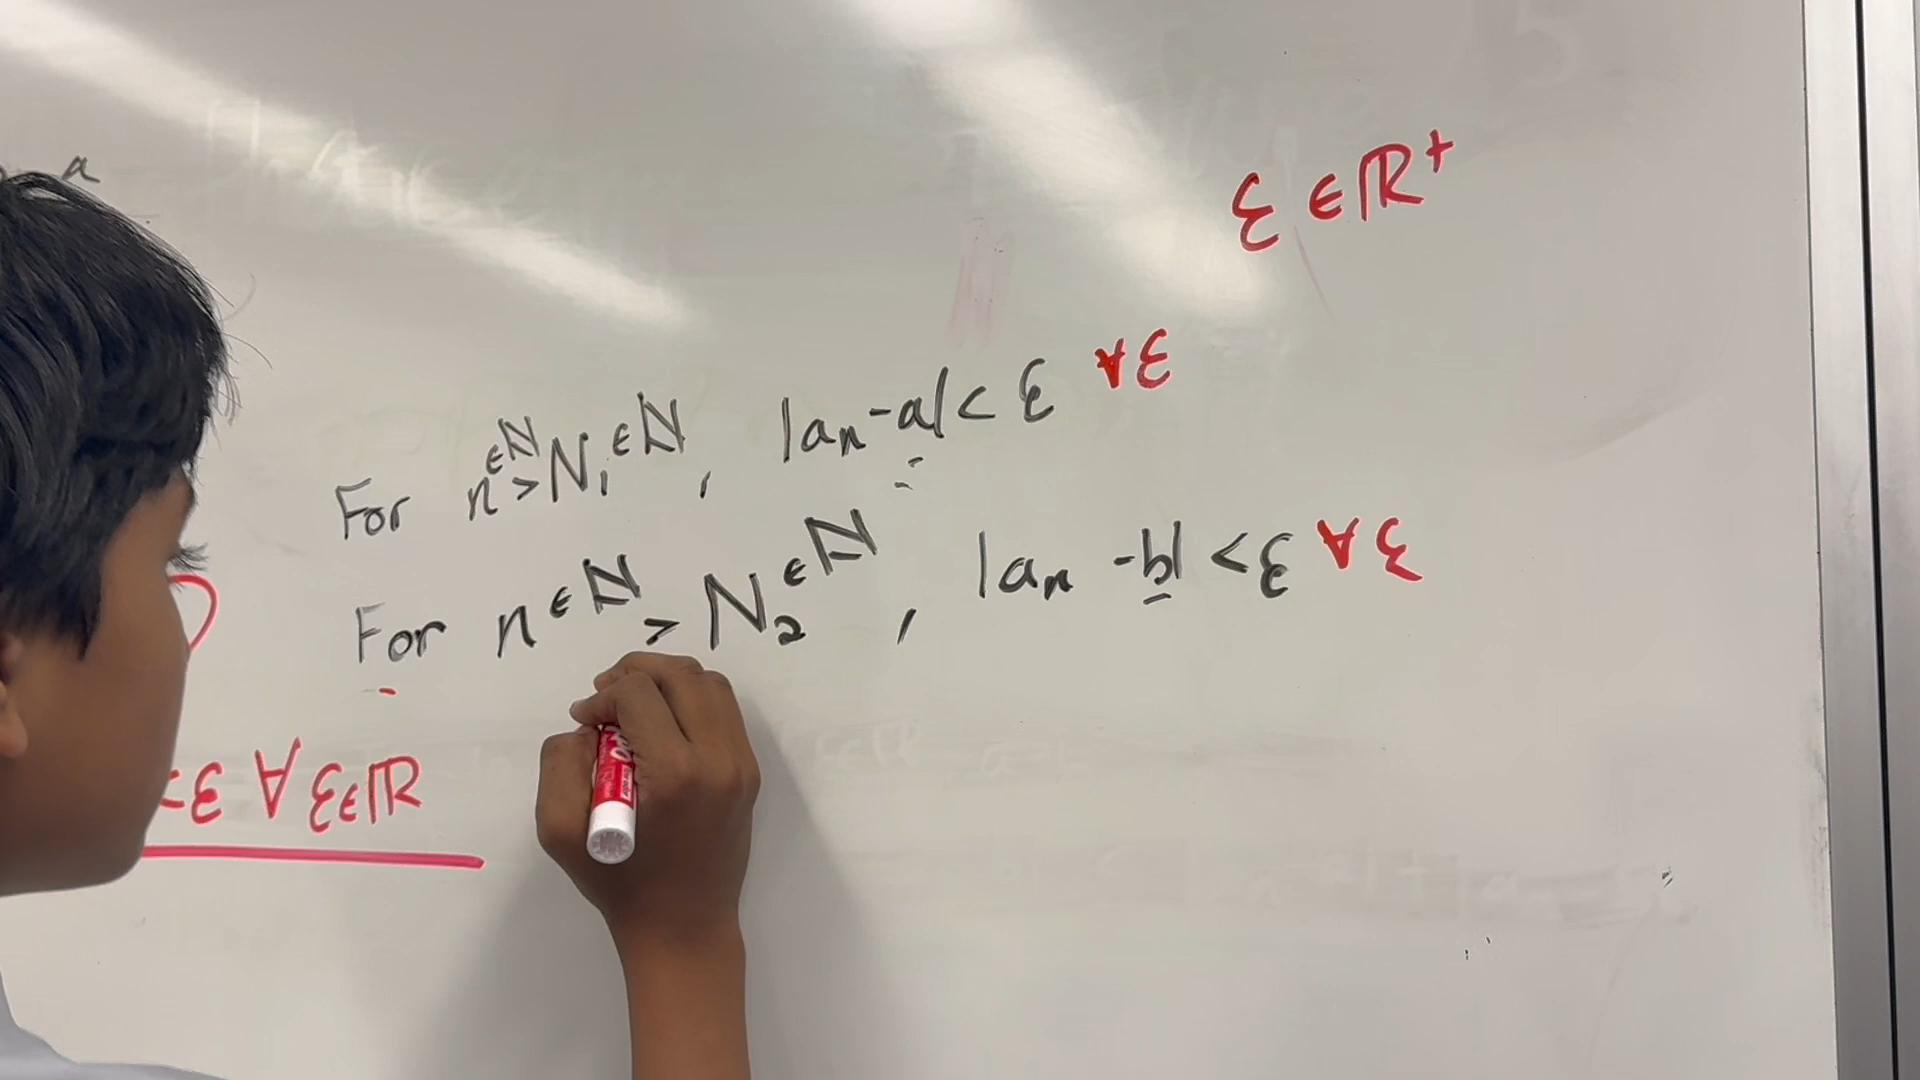 a
ε ∈ℝ⁺
For n^∈ℕ > N₁^∈ℕ , |aₙ-a| < ε ∀ε
For n^∈ℕ > N₂^∈ℕ , |aₙ -b| < ε ∀ε
<ε ∀ ε∈ℝ